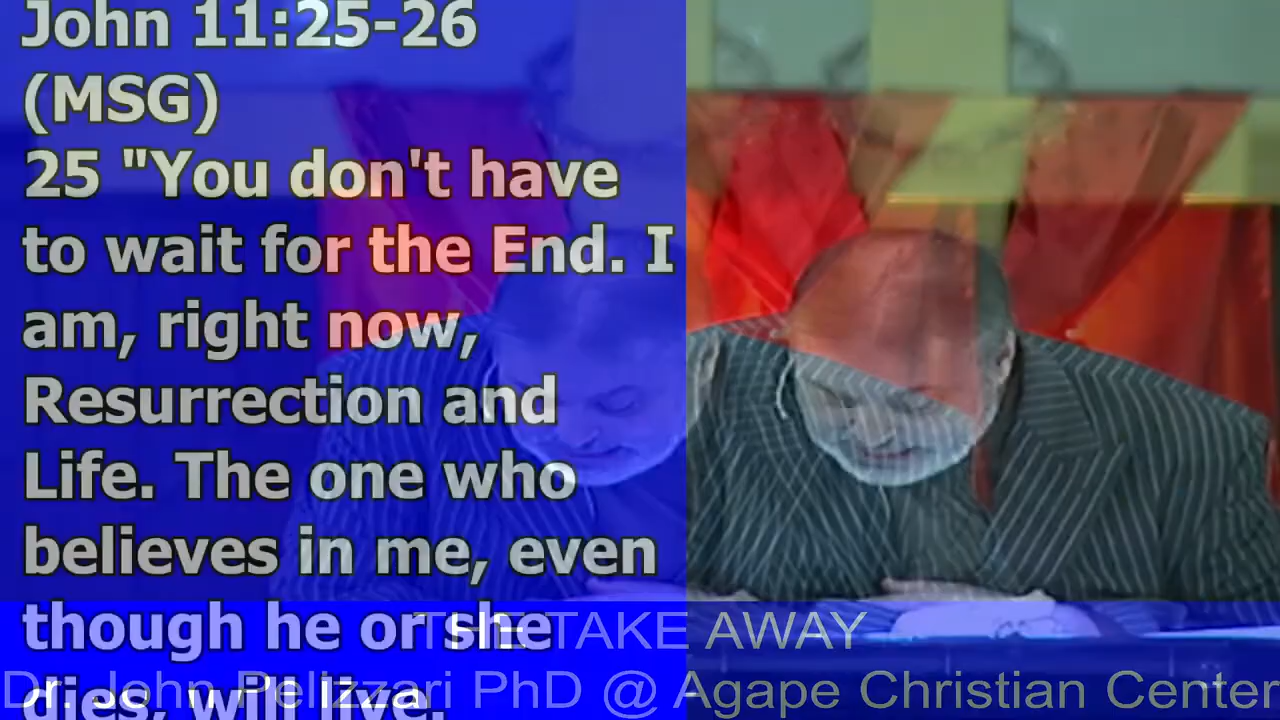 John 11:25-26
(MSG)
25 "You don't have
to wait for the End. I
am, right now,
Resurrection and
Life. The one who
believes in me, even
though he or she
dies, will live.
THE TAKE AWAY
Dr. John Pelizzari PhD @ Agape Christian Center